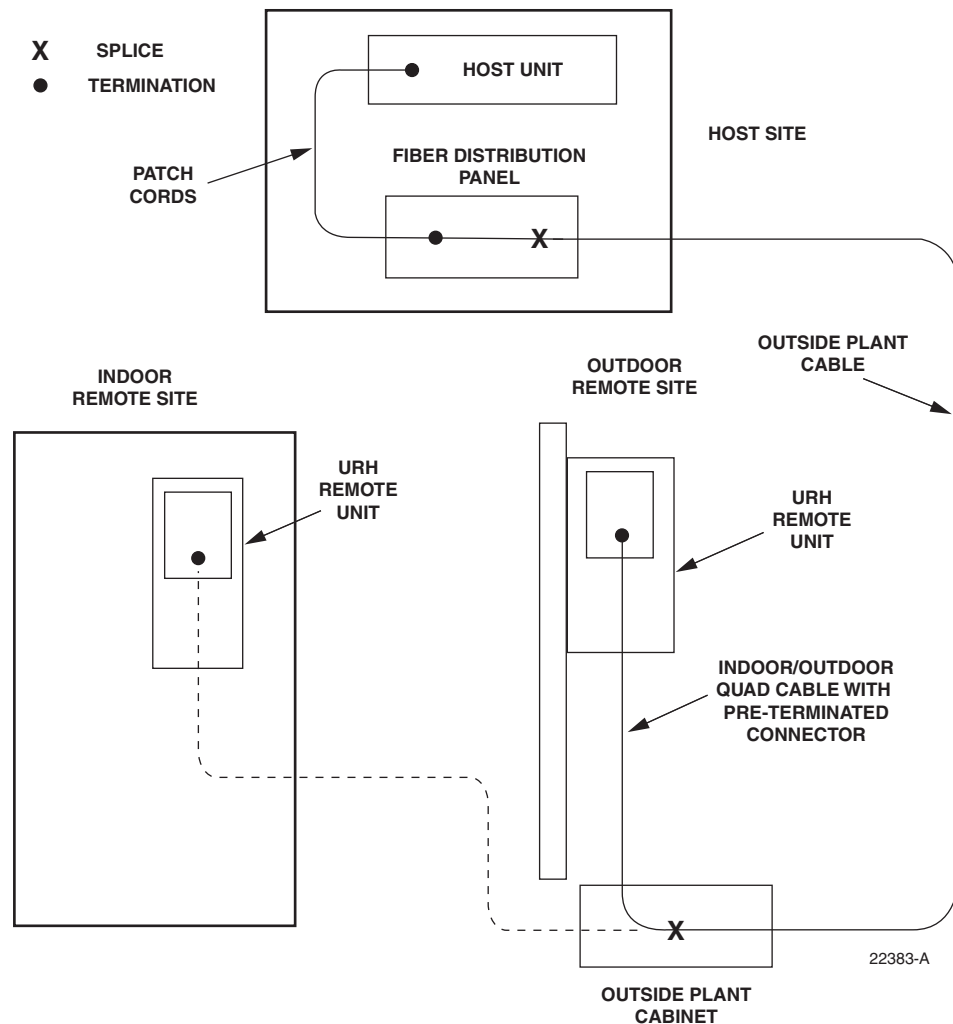 X SPLICE
● TERMINATION
HOST UNIT
HOST SITE
FIBER DISTRIBUTION
PANEL
PATCH
CORDS
X
OUTSIDE PLANT
CABLE
INDOOR
REMOTE SITE
OUTDOOR
REMOTE SITE
URH
REMOTE
UNIT
URH
REMOTE
UNIT
INDOOR/OUTDOOR
QUAD CABLE WITH
PRE-TERMINATED
CONNECTOR
X
22383-A
OUTSIDE PLANT
CABINET